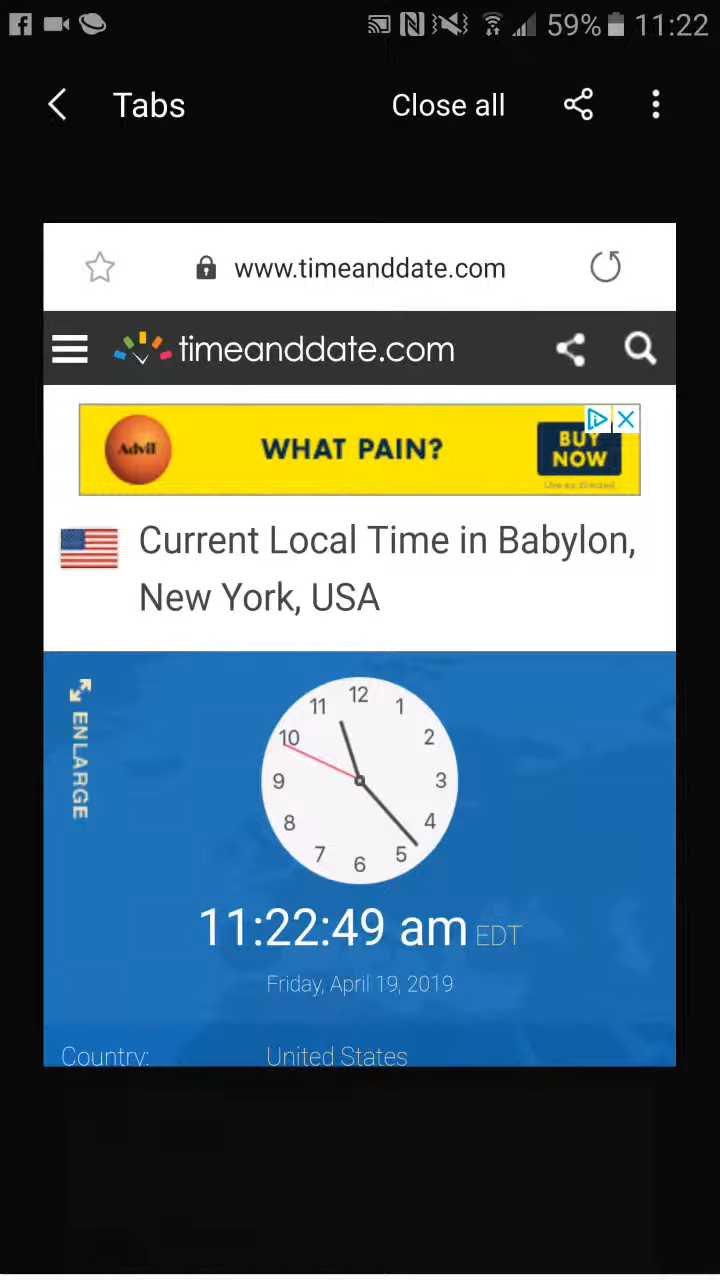 59% 11:22
Tabs Close all
www.timeanddate.com
timeanddate.com
Advil WHAT PAIN? BUY NOW
Current Local Time in Babylon,
New York, USA
ENLARGE
12
11 1
10 2
9 3
8 4
7 5
6
11:22:49 am EDT
Friday, April 19, 2019
Country: United States